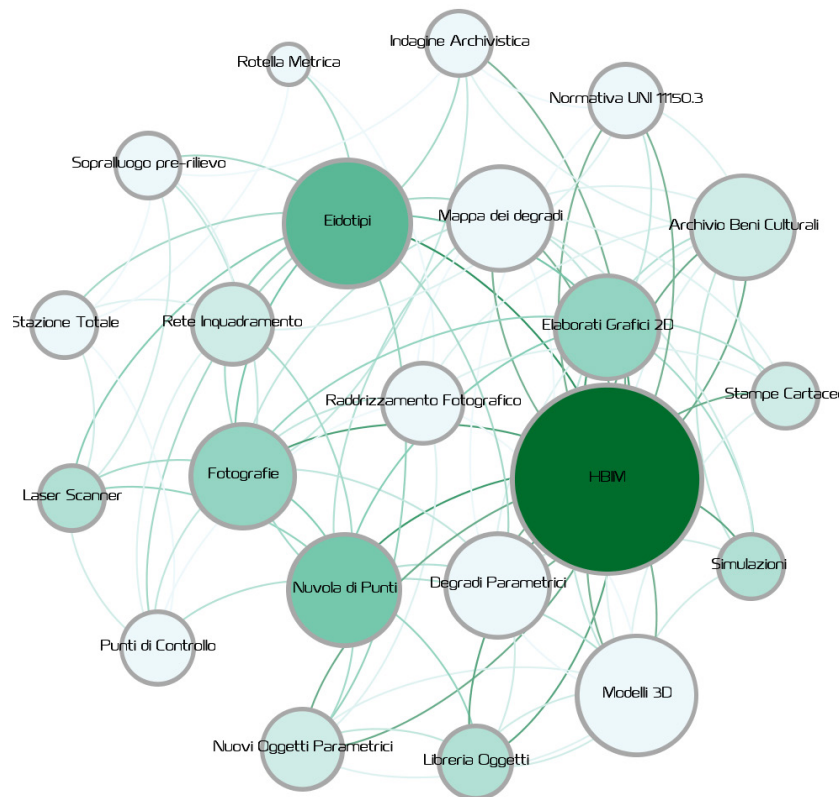 Indagine Archivistica
Rotella Metrica
Normativa UNI 11150.3
Sopralluogo pre-rilievo
Eidotipi
Mappa dei degradi
Archivio Beni Culturali
Stazione Totale
Rete Inquadramento
Elaborati Grafici 2D
Raddrizzamento Fotografico
Stampe Cartacee
Fotografie
HBIM
Laser Scanner
Nuvola di Punti
Degradi Parametrici
Simulazioni
Punti di Controllo
Modelli 3D
Nuovi Oggetti Parametrici
Libreria Oggetti